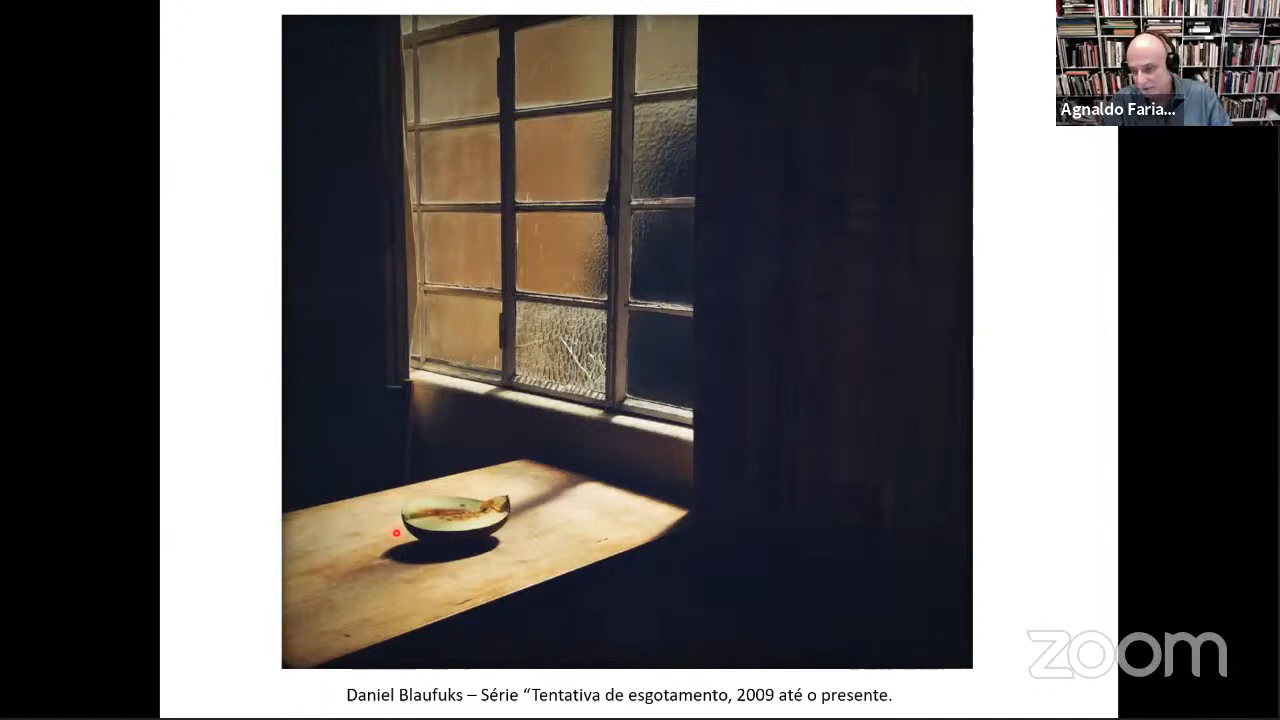 Agnaldo Faria...
zoom
Daniel Blaufuks – Série “Tentativa de esgotamento, 2009 até o presente.